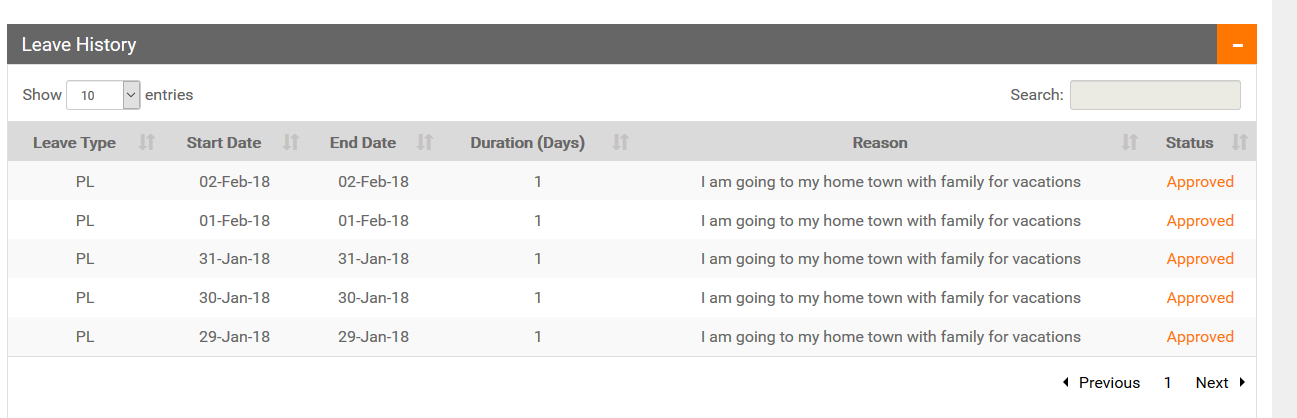 Leave History
Show 10 entries Search:
Leave Type Start Date End Date Duration (Days) Reason Status
PL 02-Feb-18 02-Feb-18 1 I am going to my home town with family for vacations Approved
PL 01-Feb-18 01-Feb-18 1 I am going to my home town with family for vacations Approved
PL 31-Jan-18 31-Jan-18 1 I am going to my home town with family for vacations Approved
PL 30-Jan-18 30-Jan-18 1 I am going to my home town with family for vacations Approved
PL 29-Jan-18 29-Jan-18 1 I am going to my home town with family for vacations Approved
Previous 1 Next